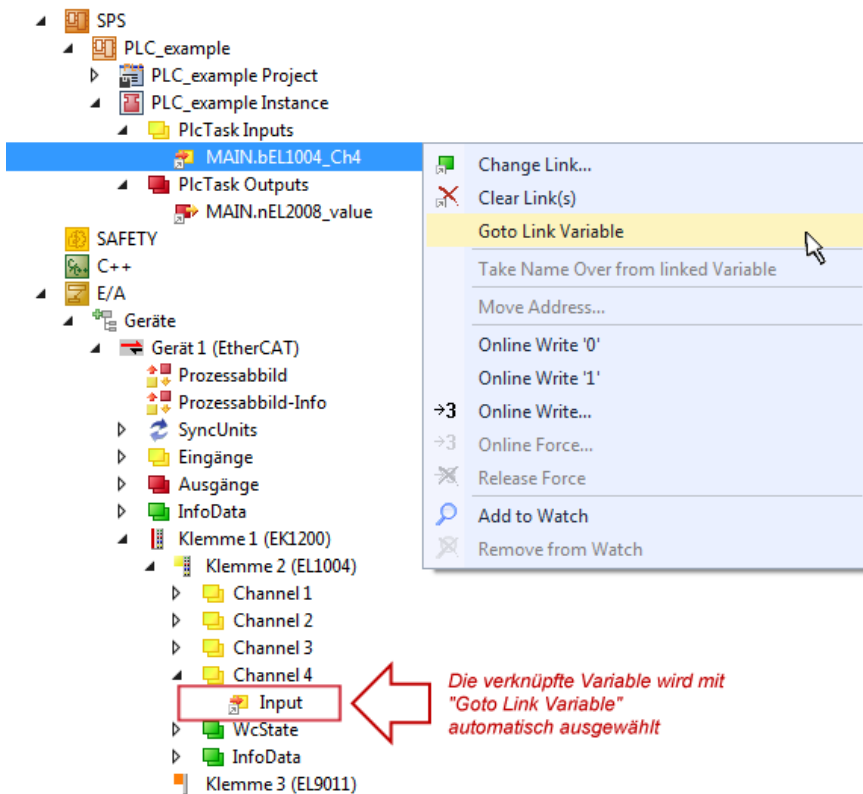 SPS
PLC_example
PLC_example Project
PLC_example Instance
PlcTask Inputs
MAIN.bEL1004_Ch4
PlcTask Outputs
MAIN.nEL2008_value
SAFETY
C++
E/A
Geräte
Gerät 1 (EtherCAT)
Prozessabbild
Prozessabbild-Info
SyncUnits
Eingänge
Ausgänge
InfoData
Klemme 1 (EK1200)
Klemme 2 (EL1004)
Channel 1
Channel 2
Channel 3
Channel 4
Input
WcState
InfoData
Klemme 3 (EL9011)
Change Link...
Clear Link(s)
Goto Link Variable
Take Name Over from linked Variable
Move Address...
Online Write '0'
Online Write '1'
Online Write...
Online Force...
Release Force
Add to Watch
Remove from Watch
Die verknüpfte Variable wird mit
"Goto Link Variable"
automatisch ausgewählt